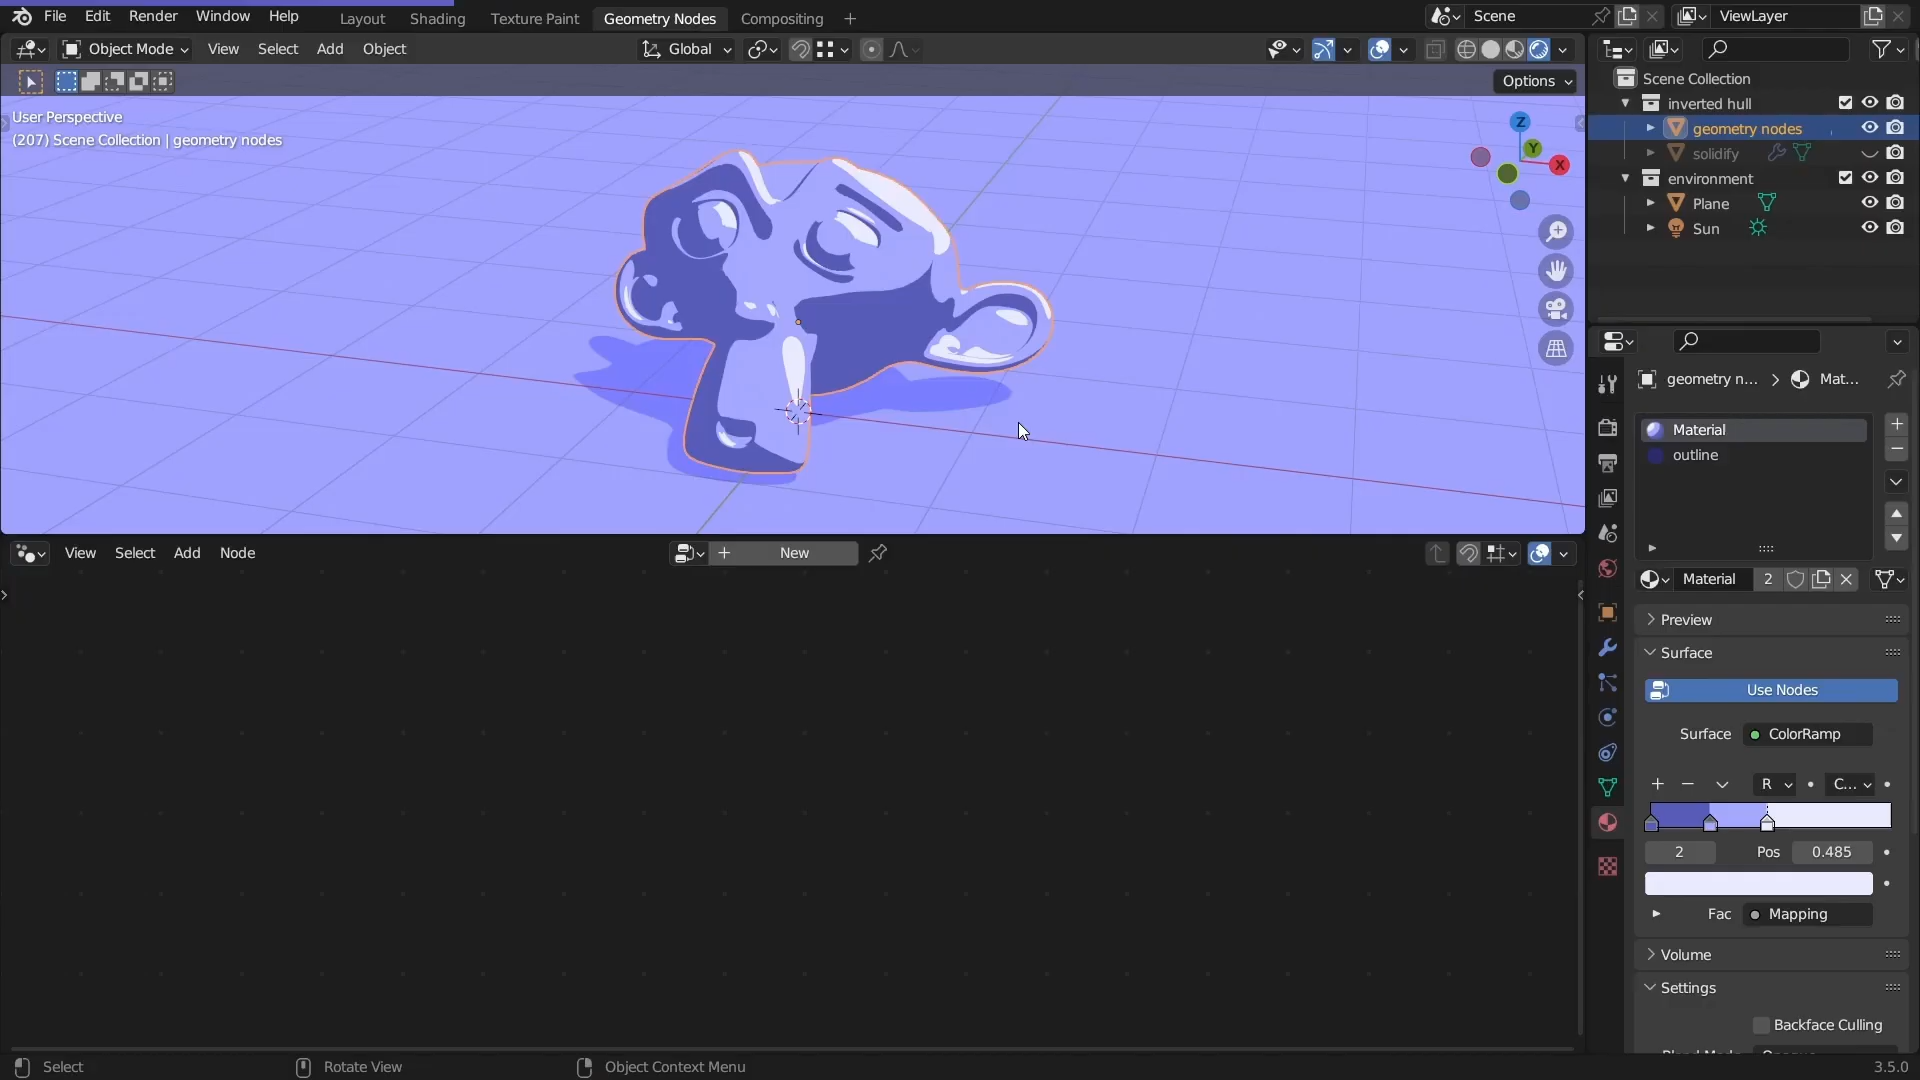 File Edit Render Window Help Layout Shading Texture Paint Geometry Nodes Compositing Scene ViewLayer
Object Mode View Select Add Object Global
Options
User Perspective
(207) Scene Collection | geometry nodes
Z
Y
X
Scene Collection
inverted hull
geometry nodes
solidify
environment
Plane
Sun
geometry n... Mat...
Material
outline
View Select Add Node New
Material 2
Preview
Surface
Use Nodes
Surface ColorRamp
R C...
2 Pos 0.485
Fac Mapping
Volume
Settings
Backface Culling
Select Rotate View Object Context Menu 3.5.0